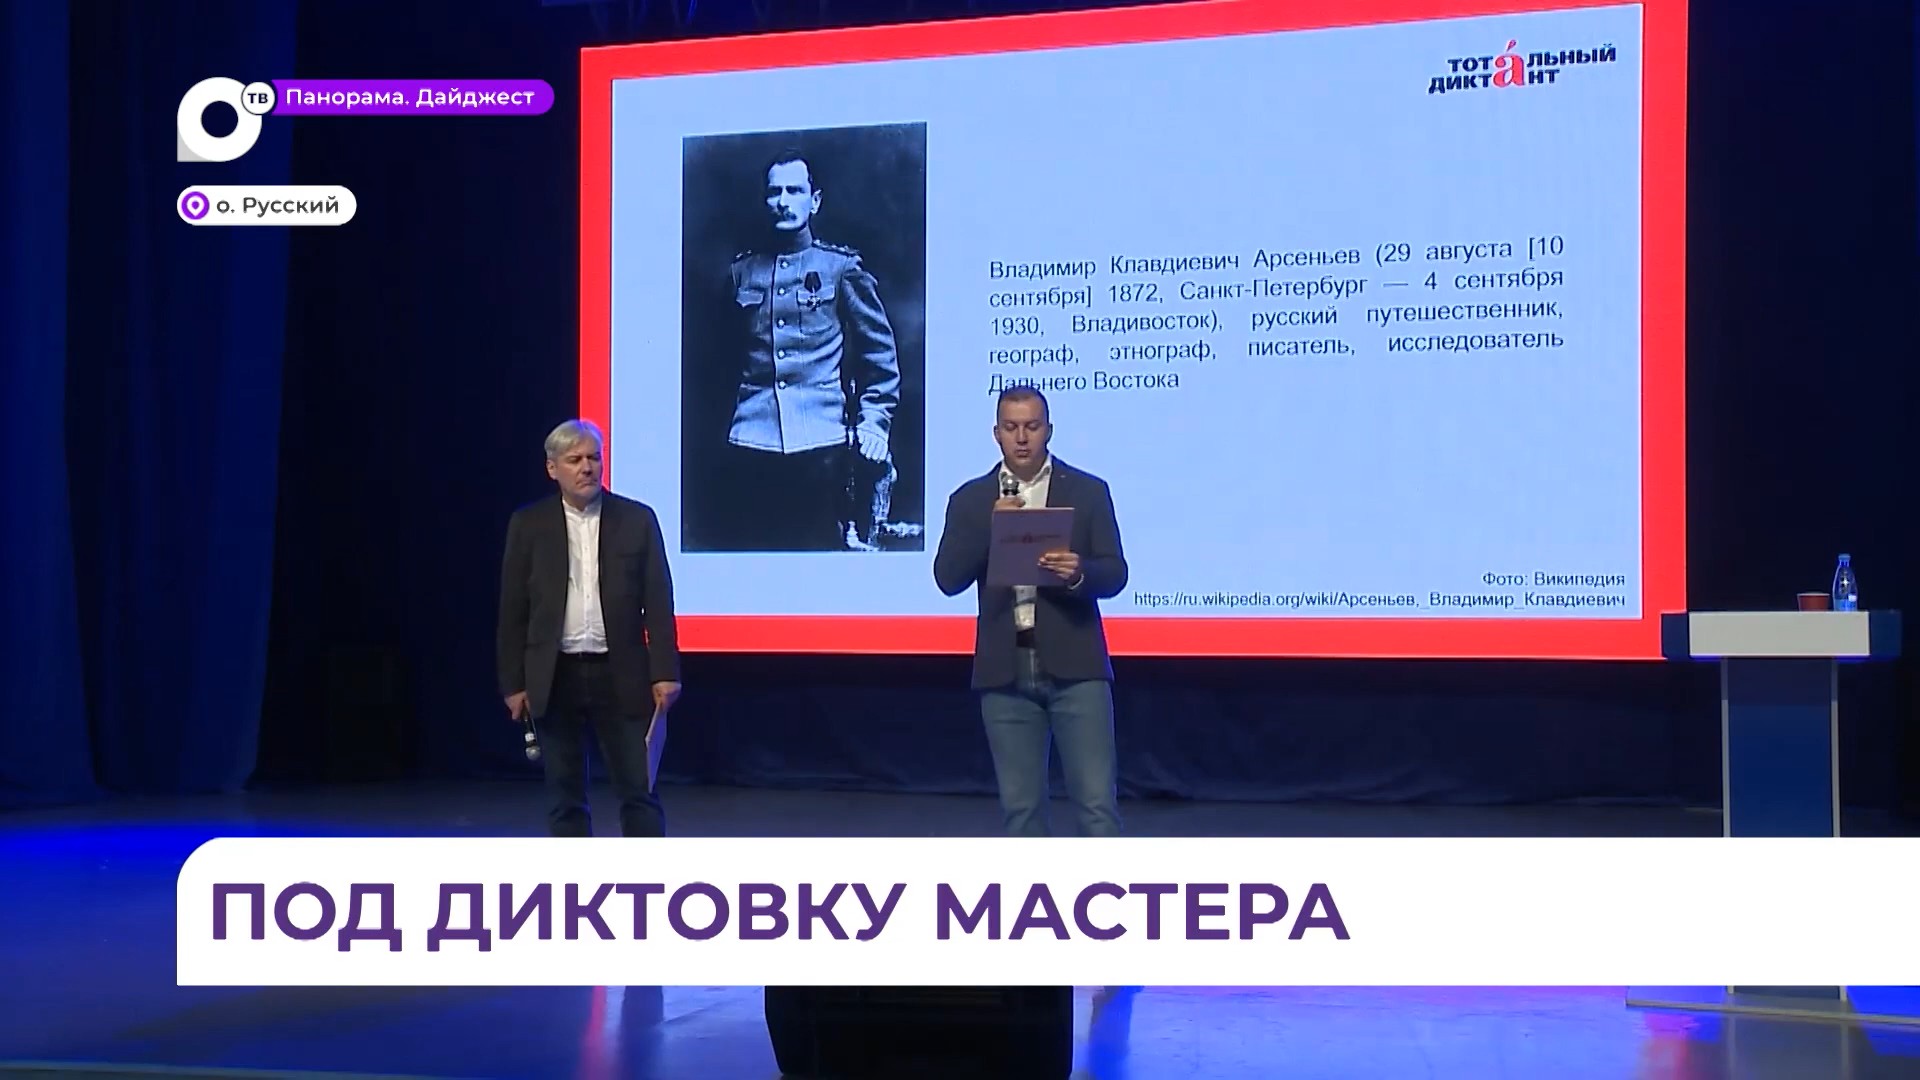 ТВ
Панорама. Дайджест
о. Русский
тота́льный
диктант
Владимир Клавдиевич Арсеньев (29 августа [10
сентября] 1872, Санкт-Петербург — 4 сентября
1930, Владивосток), русский путешественник,
географ, этнограф, писатель, исследователь
Дальнего Востока
Фото: Википедия
https://ru.wikipedia.org/wiki/Арсеньев,_Владимир_Клавдиевич
ПОД ДИКТОВКУ МАСТЕРА